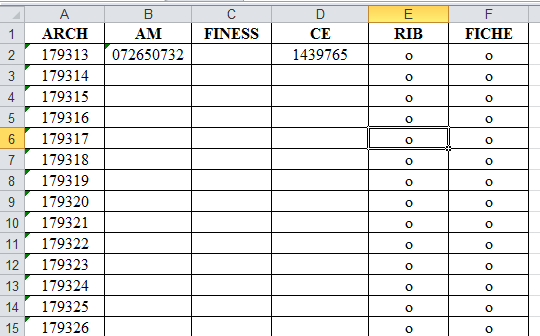 A B C D E F
1 ARCH AM FINESS CE RIB FICHE
2 179313 072650732 1439765 o o
3 179314 o o
4 179315 o o
5 179316 o o
6 179317 o o
7 179318 o o
8 179319 o o
9 179320 o o
10 179321 o o
11 179322 o o
12 179323 o o
13 179324 o o
14 179325 o o
15 179326 o o